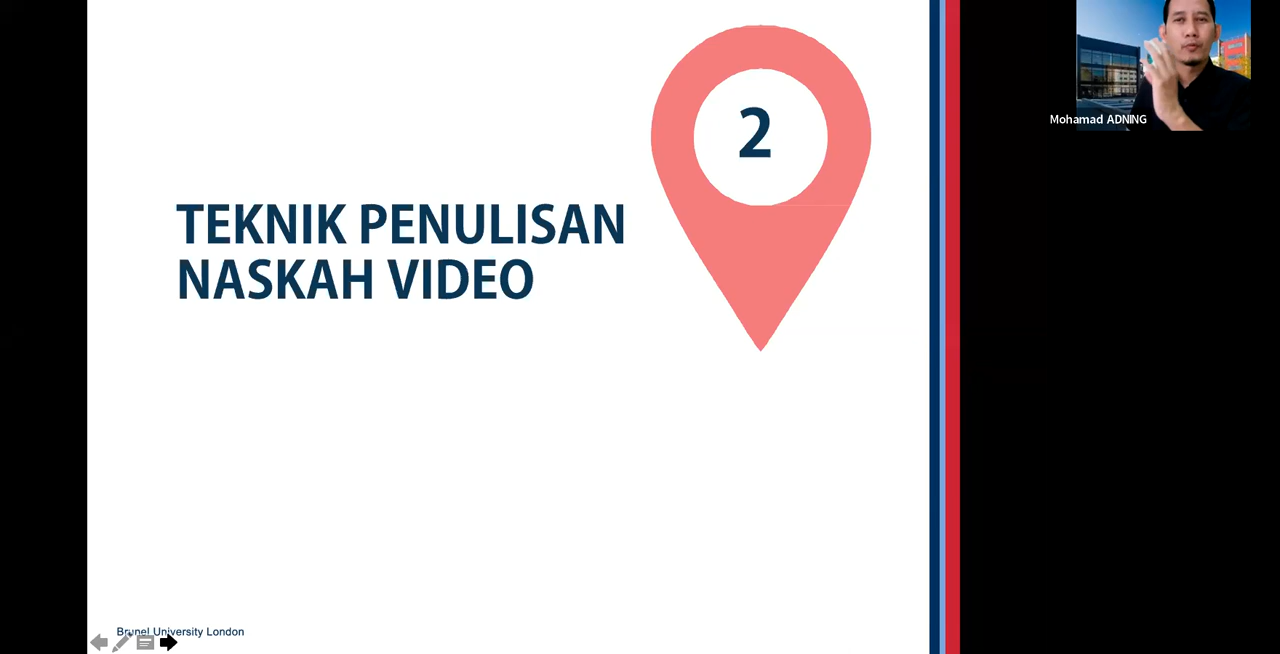 2
TEKNIK PENULISAN
NASKAH VIDEO
Mohamad ADNING
Brunel University London